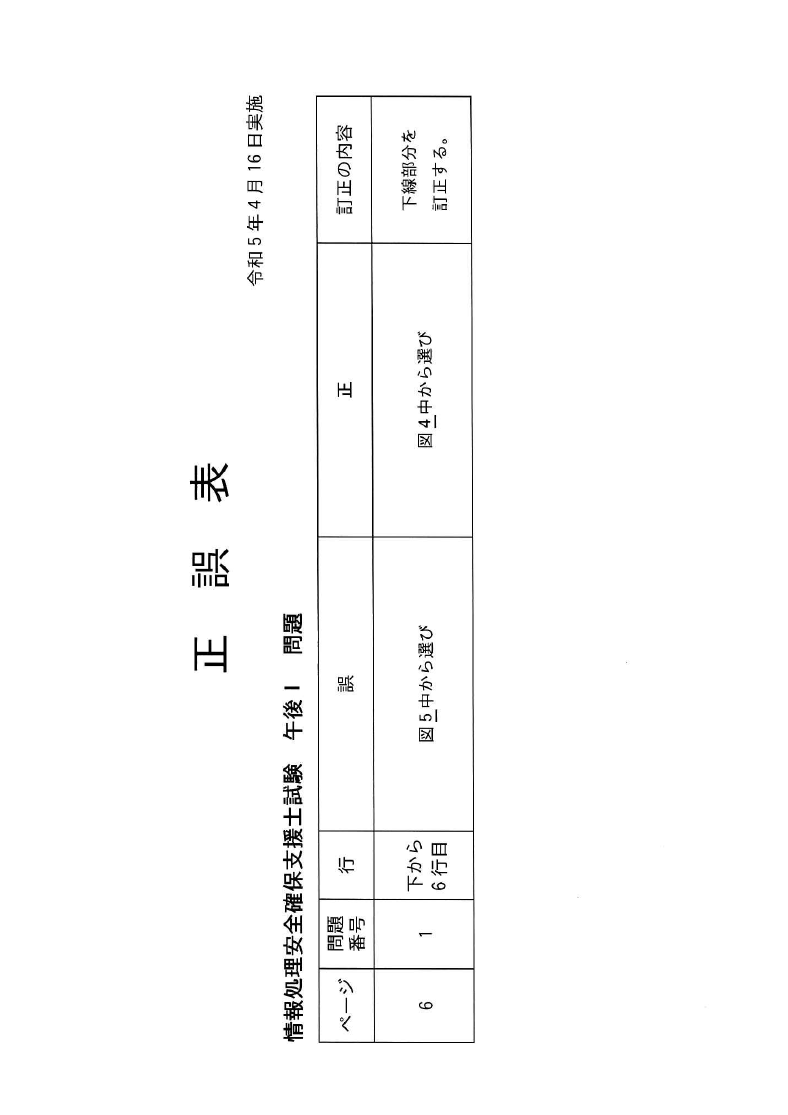 正誤表
令和5年4月16日実施
情報処理安全確保支援士試験 午後Ⅰ 問題
ページ 問題番号 行 誤 正 訂正の内容
6 1 下から6行目 図5中から選び 図4中から選び 下線部分を訂正する。